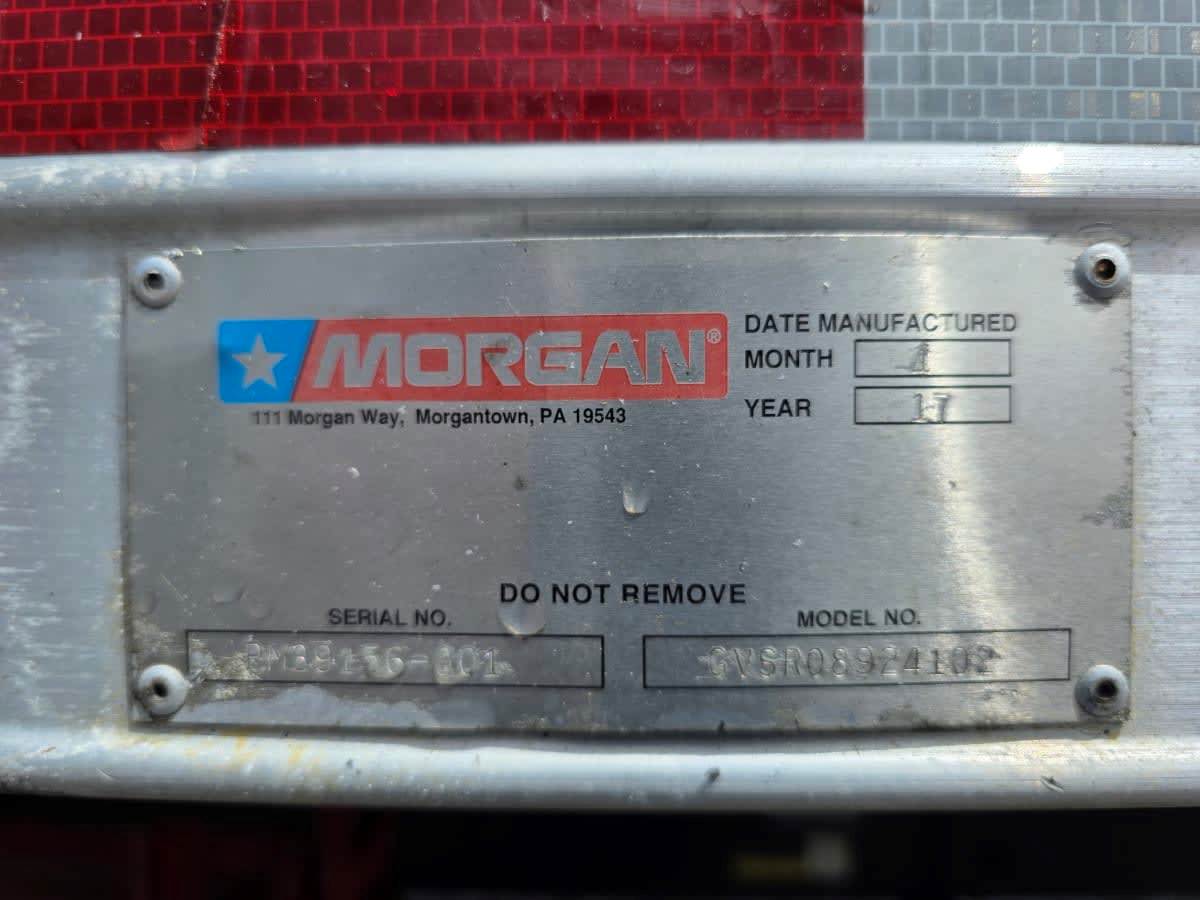 MORGAN®
111 Morgan Way, Morgantown, PA 19543
DATE MANUFACTURED
MONTH
YEAR 17
DO NOT REMOVE
SERIAL NO.
MODEL NO.
GVSR08924102